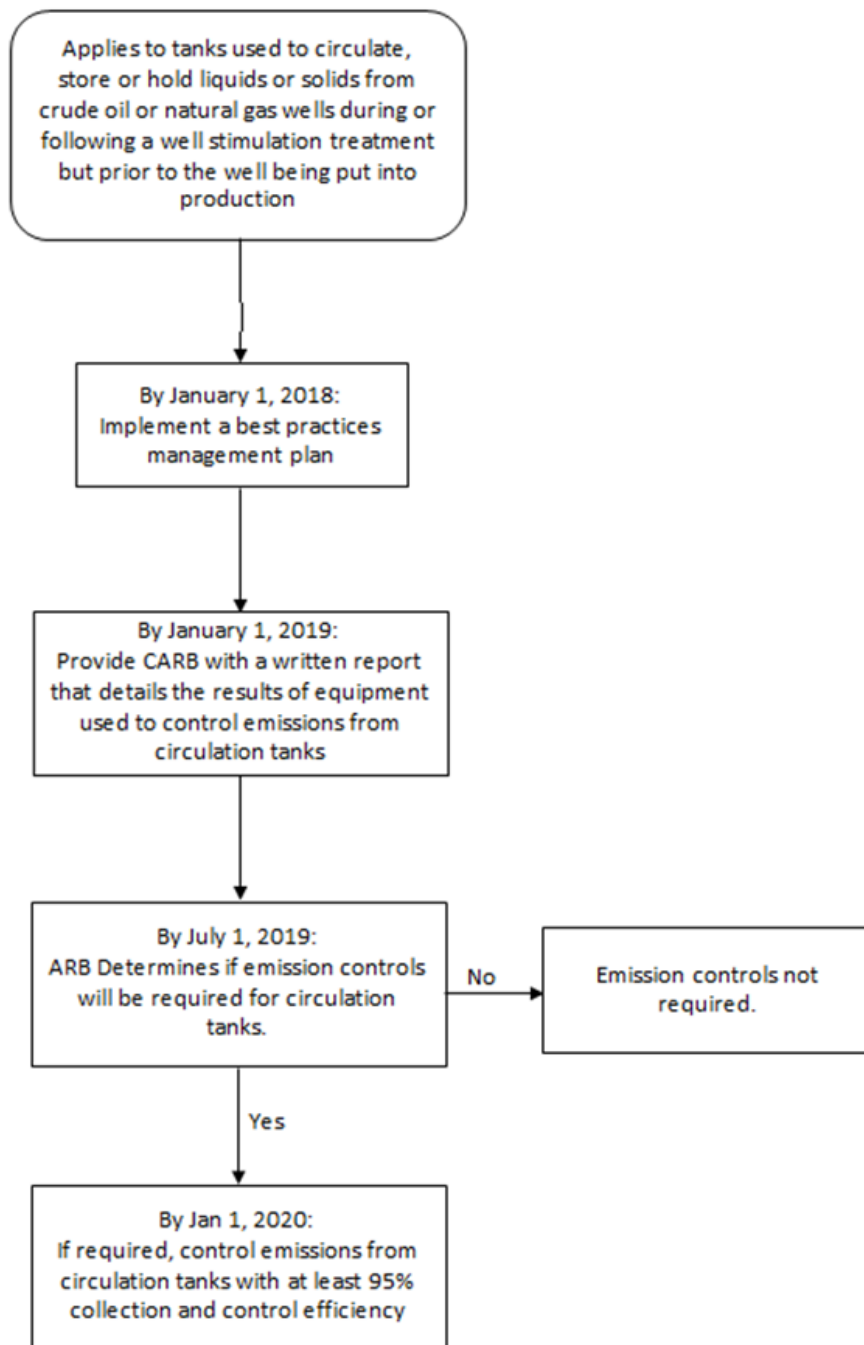 Applies to tanks used to circulate,
store or hold liquids or solids from
crude oil or natural gas wells during or
following a well stimulation treatment
but prior to the well being put into
production
By January 1, 2018:
Implement a best practices
management plan
By January 1, 2019:
Provide CARB with a written report
that details the results of equipment
used to control emissions from
circulation tanks
By July 1, 2019:
ARB Determines if emission controls
will be required for circulation
tanks.
No
Emission controls not
required.
Yes
By Jan 1, 2020:
If required, control emissions from
circulation tanks with at least 95%
collection and control efficiency